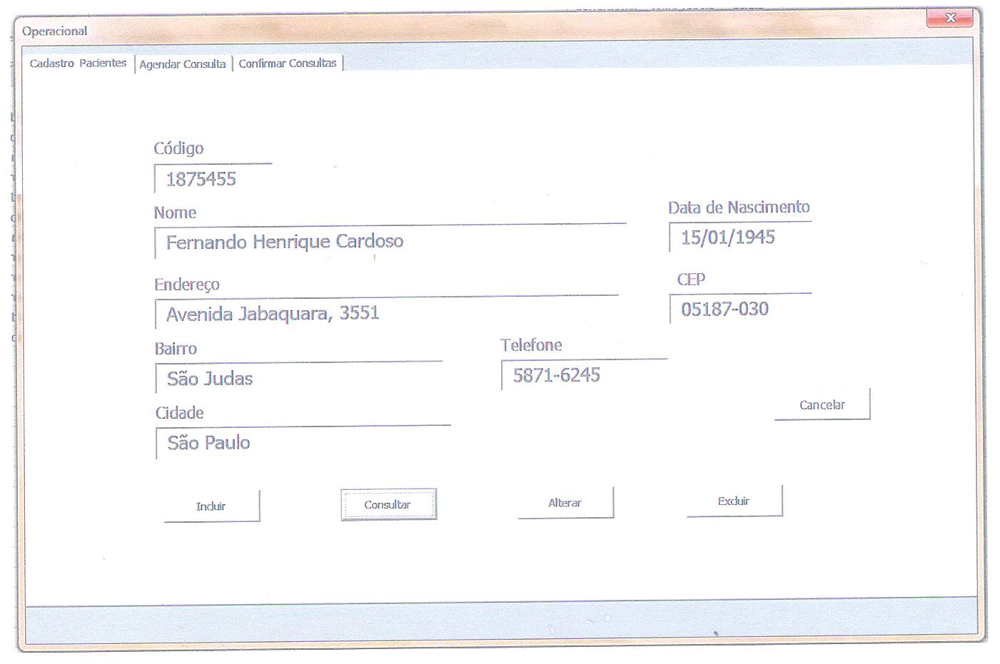 Operacional
Cadastro Pacientes Agendar Consulta Confirmar Consultas
Código
1875455
Nome Data de Nascimento
Fernando Henrique Cardoso 15/01/1945
Endereço CEP
Avenida Jabaquara, 3551 05187-030
Bairro Telefone
São Judas 5871-6245
Cancelar
Cidade
São Paulo
Incluir Consultar Alterar Excluir